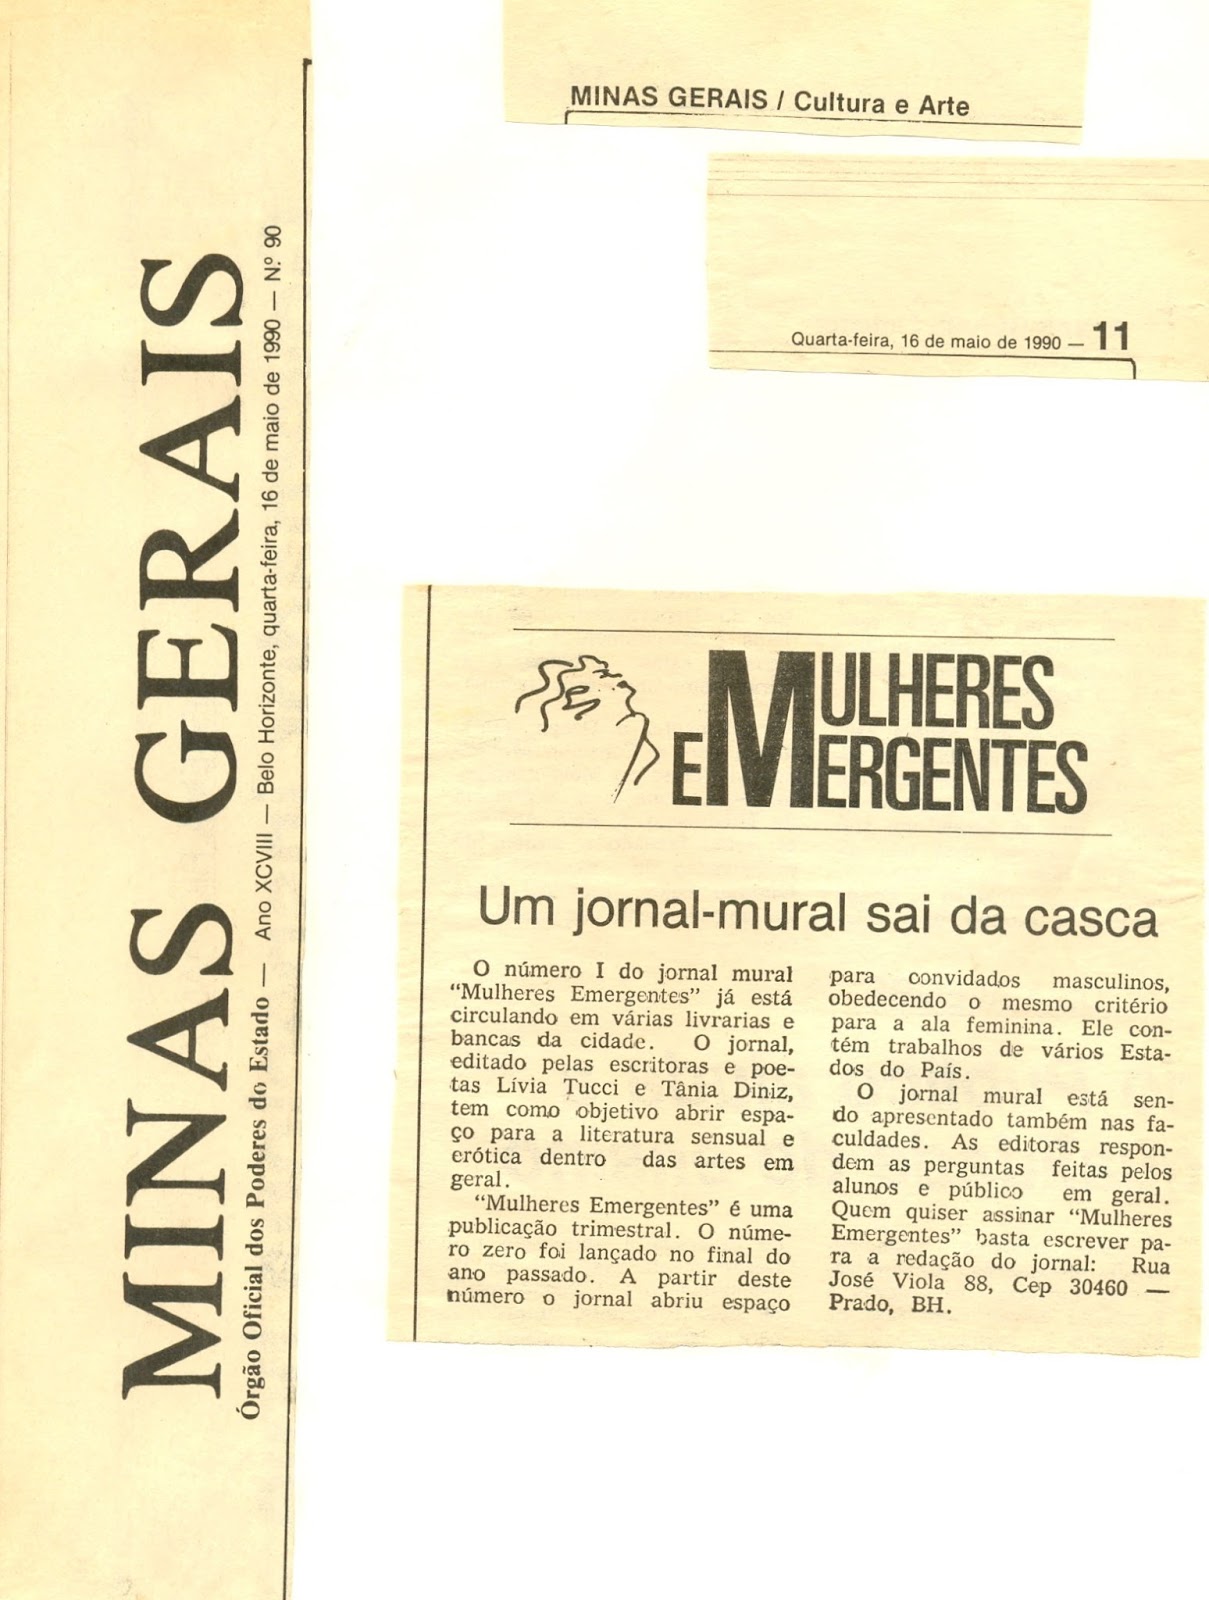 MINAS GERAIS
Órgão Oficial dos Poderes do Estado — Ano XCVIII — Belo Horizonte, quarta-feira, 16 de maio de 1990 — N.º 90
MINAS GERAIS / Cultura e Arte
Quarta-feira, 16 de maio de 1990 — 11
MULHERES
EMERGENTES
Um jornal-mural sai da casca
O número I do jornal mural
“Mulheres Emergentes” já está
circulando em várias livrarias e
bancas da cidade. O jornal,
editado pelas escritoras e poe-
tas Lívia Tucci e Tânia Diniz,
tem como objetivo abrir espa-
ço para a literatura sensual e
erótica dentro das artes em
geral.
“Mulheres Emergentes” é uma
publicação trimestral. O núme-
ro zero foi lançado no final do
ano passado. A partir deste
número o jornal abriu espaço
para convidados masculinos,
obedecendo o mesmo critério
para a ala feminina. Ele con-
tém trabalhos de vários Esta-
dos do País.
O jornal mural está sen-
do apresentado também nas fa-
culdades. As editoras respon-
dem as perguntas feitas pelos
alunos e público em geral.
Quem quiser assinar “Mulheres
Emergentes” basta escrever pa-
ra a redação do jornal: Rua
José Viola 88, Cep 30460 —
Prado, BH.